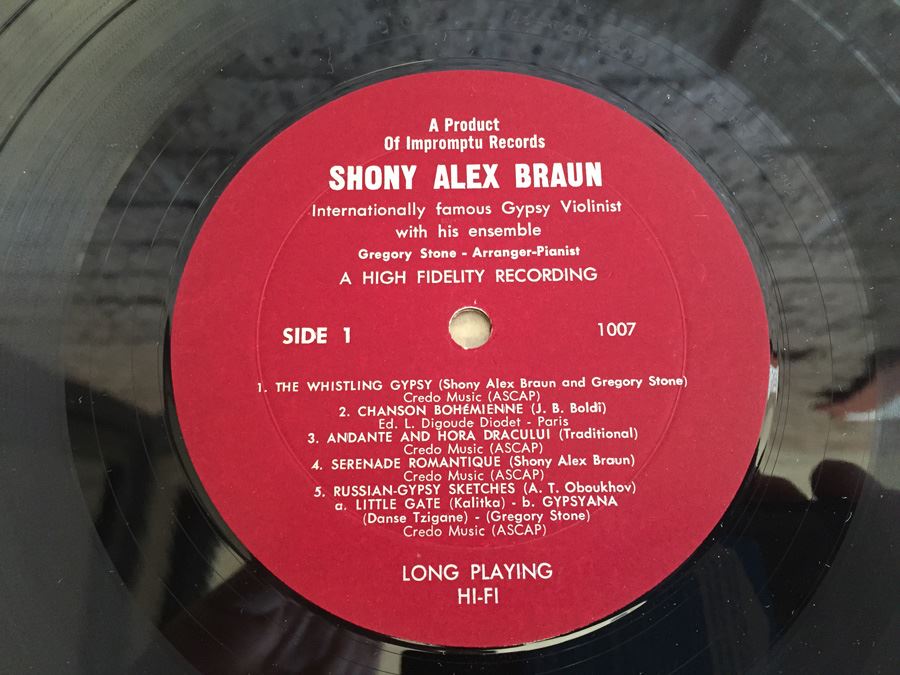 A Product
Of Impromptu Records
SHONY ALEX BRAUN
Internationally famous Gypsy Violinist
with his ensemble
Gregory Stone - Arranger-Pianist
A HIGH FIDELITY RECORDING
SIDE 1 1007
1. THE WHISTLING GYPSY (Shony Alex Braun and Gregory Stone)
Credo Music (ASCAP)
2. CHANSON BOHÉMIENNE (J. B. Boldi)
Ed. L. Digoude Diodet - Paris
3. ANDANTE AND HORA DRACULUI (Traditional)
Credo Music (ASCAP)
4. SERENADE ROMANTIQUE (Shony Alex Braun)
Credo Music (ASCAP)
5. RUSSIAN-GYPSY SKETCHES (A. T. Oboukhov)
a. LITTLE GATE (Kalitka) - b. GYPSYANA
(Danse Tzigane) - (Gregory Stone)
Credo Music (ASCAP)
LONG PLAYING
HI-FI